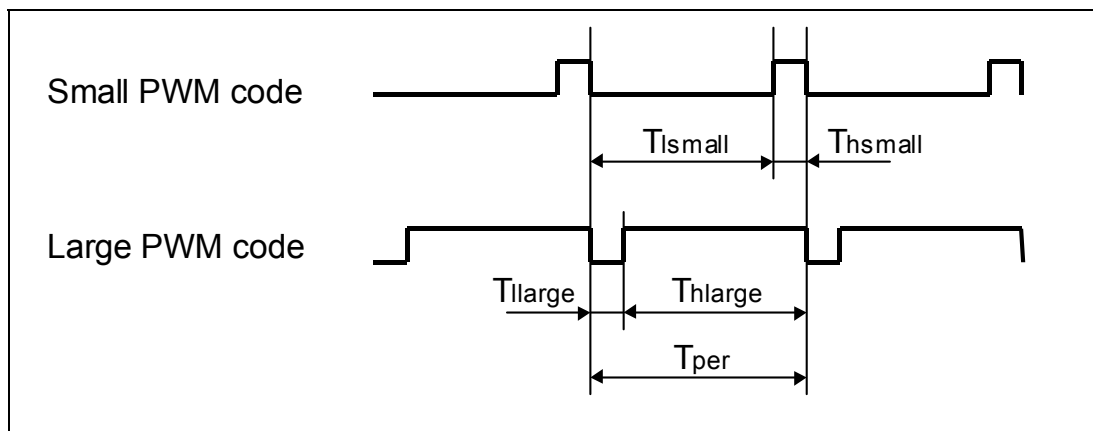 Small PWM code
Tlsmall
Thsmall
Large PWM code
Tllarge
Thlarge
Tper